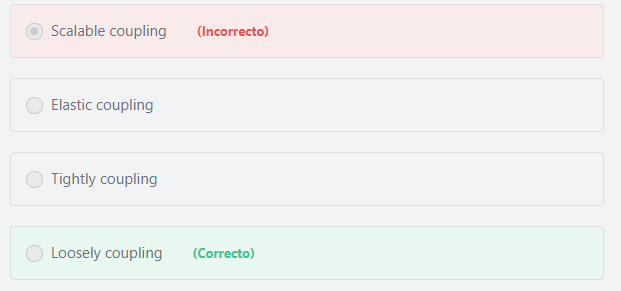 Scalable coupling (Incorrecto)
Elastic coupling
Tightly coupling
Loosely coupling (Correcto)